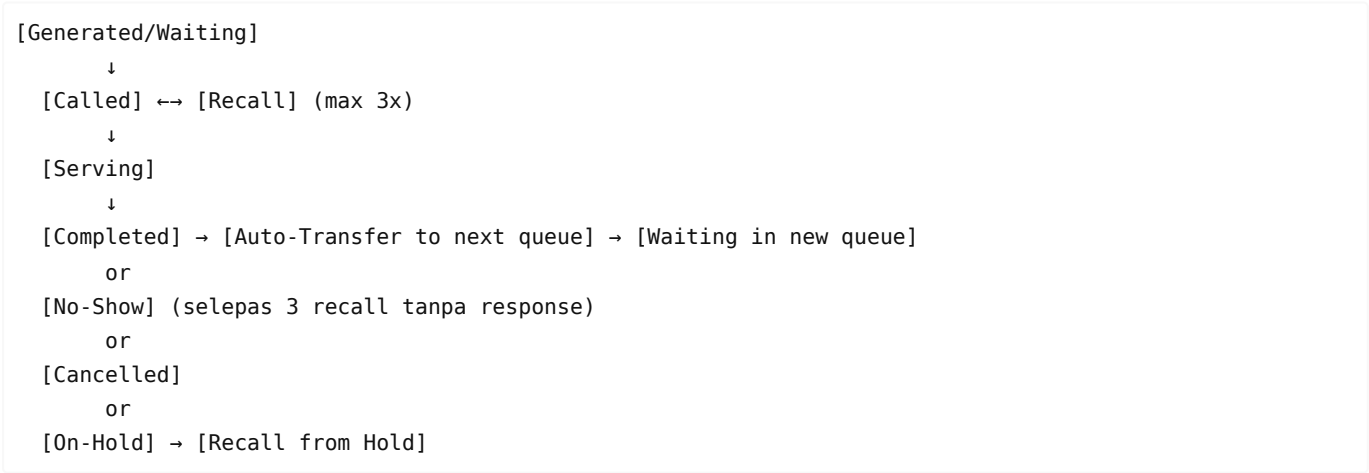 [Generated/Waiting]
↓
[Called] ←→ [Recall] (max 3x)
↓
[Serving]
↓
[Completed] → [Auto-Transfer to next queue] → [Waiting in new queue]
or
[No-Show] (selepas 3 recall tanpa response)
or
[Cancelled]
or
[On-Hold] → [Recall from Hold]